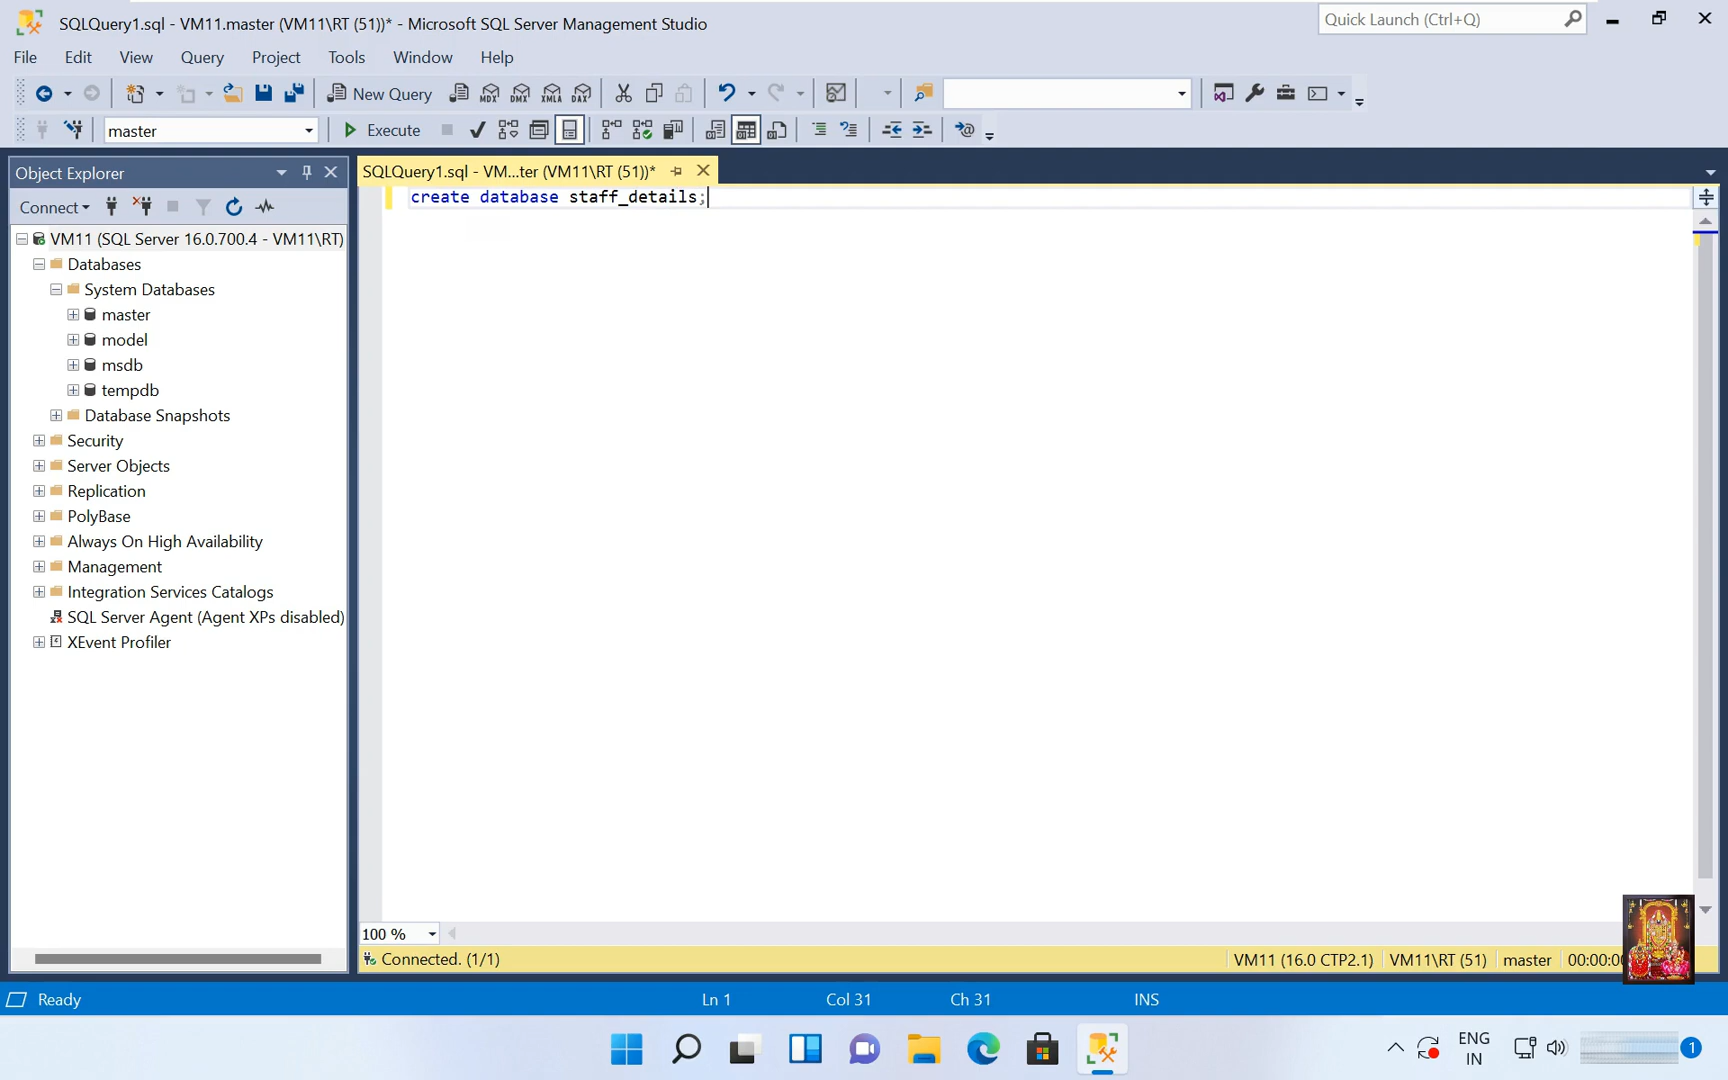 SQLQuery1.sql - VM11.master (VM11\RT (51))* - Microsoft SQL Server Management Studio
Quick Launch (Ctrl+Q)
File Edit View Query Project Tools Window Help
New Query
MDX DMX XMLA DAX
master
Execute
Object Explorer
SQLQuery1.sql - VM...ter (VM11\RT (51))*
Connect
create database staff_details;
VM11 (SQL Server 16.0.700.4 - VM11\RT)
Databases
System Databases
master
model
msdb
tempdb
Database Snapshots
Security
Server Objects
Replication
PolyBase
Always On High Availability
Management
Integration Services Catalogs
SQL Server Agent (Agent XPs disabled)
XEvent Profiler
100 %
Connected. (1/1)
VM11 (16.0 CTP2.1)
VM11\RT (51)
master
Ready
Ln 1
Col 31
Ch 31
INS
ENG
IN
1